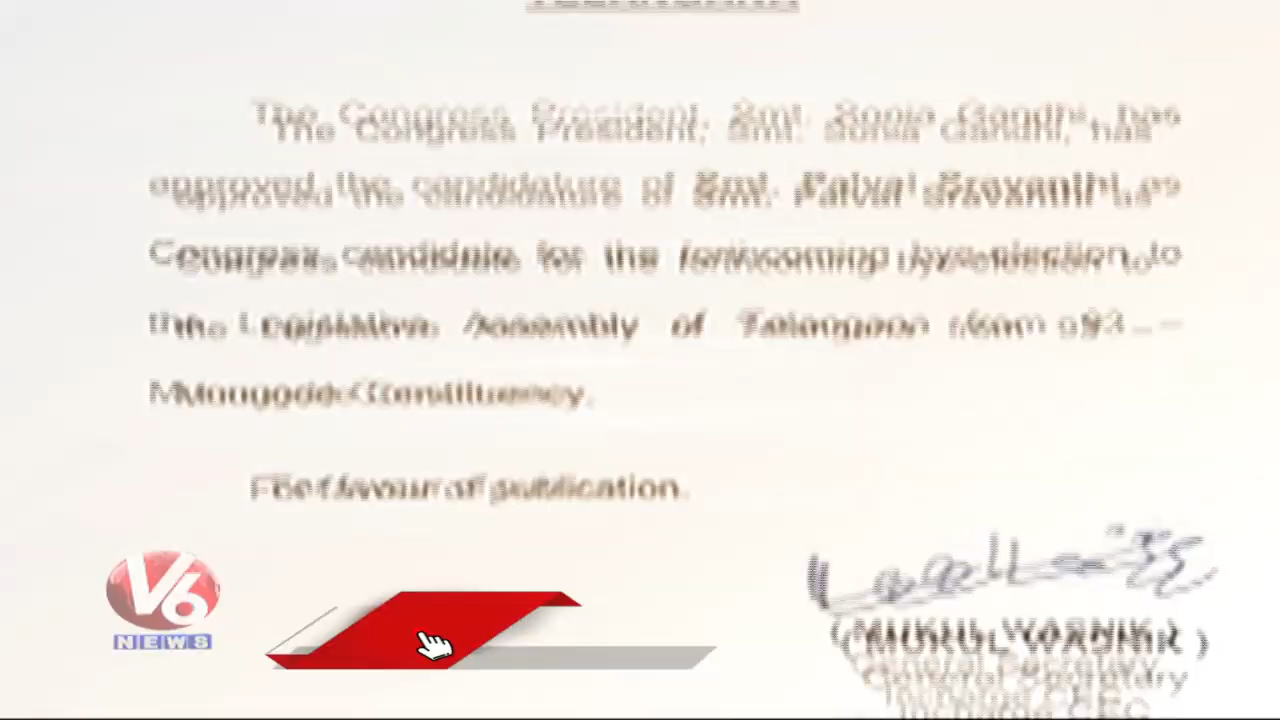 The Congress President, Smt. Sonia Gandhi, has
approved the candidature of Smt. Palvai Sravanthi as
Congress candidate for the forthcoming bye-election to
the Legislative Assembly of Telangana from 93 –
Munugode Constituency.
For favour of publication.
V6
NEWS
(MUKUL WASNIK)
General Secretary
Incharge CEC